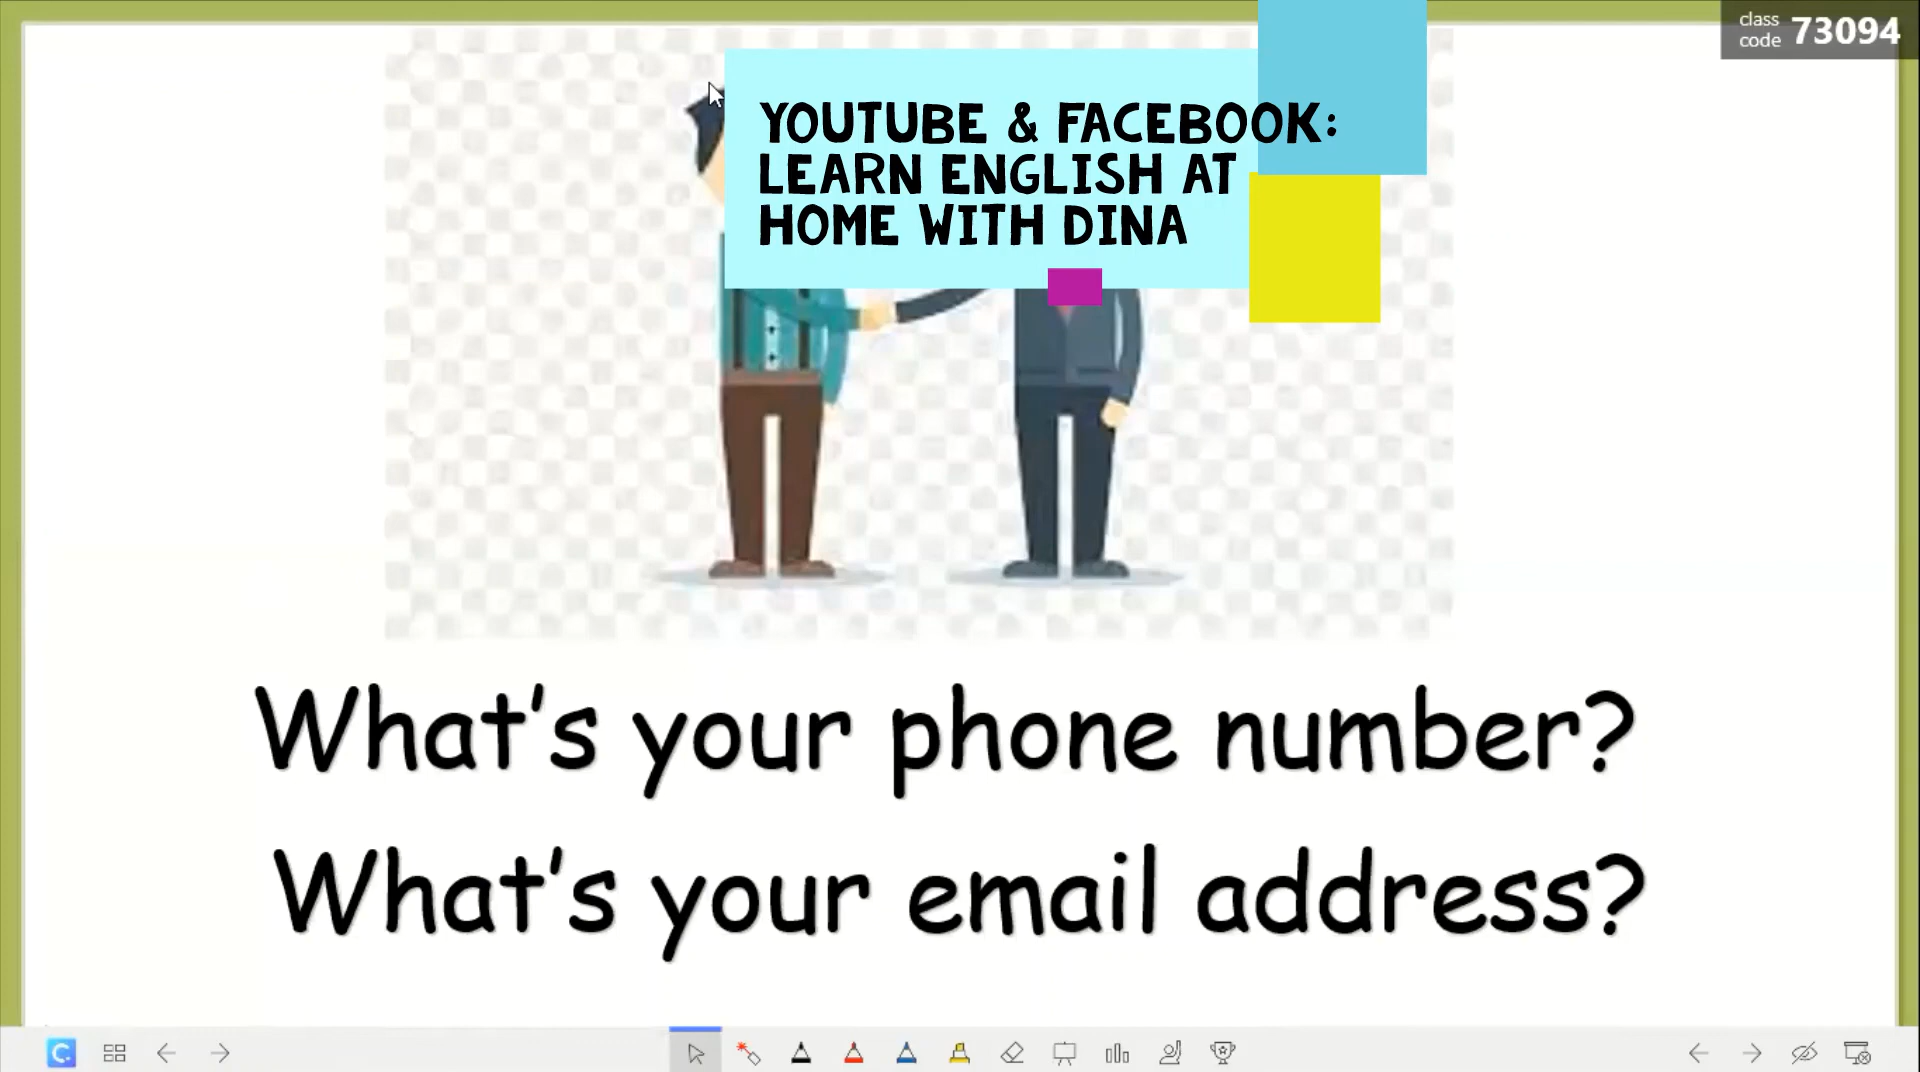 class
code 73094
YOUTUBE & FACEBOOK:
LEARN ENGLISH AT
HOME WITH DINA
What's your phone number?
What's your email address?